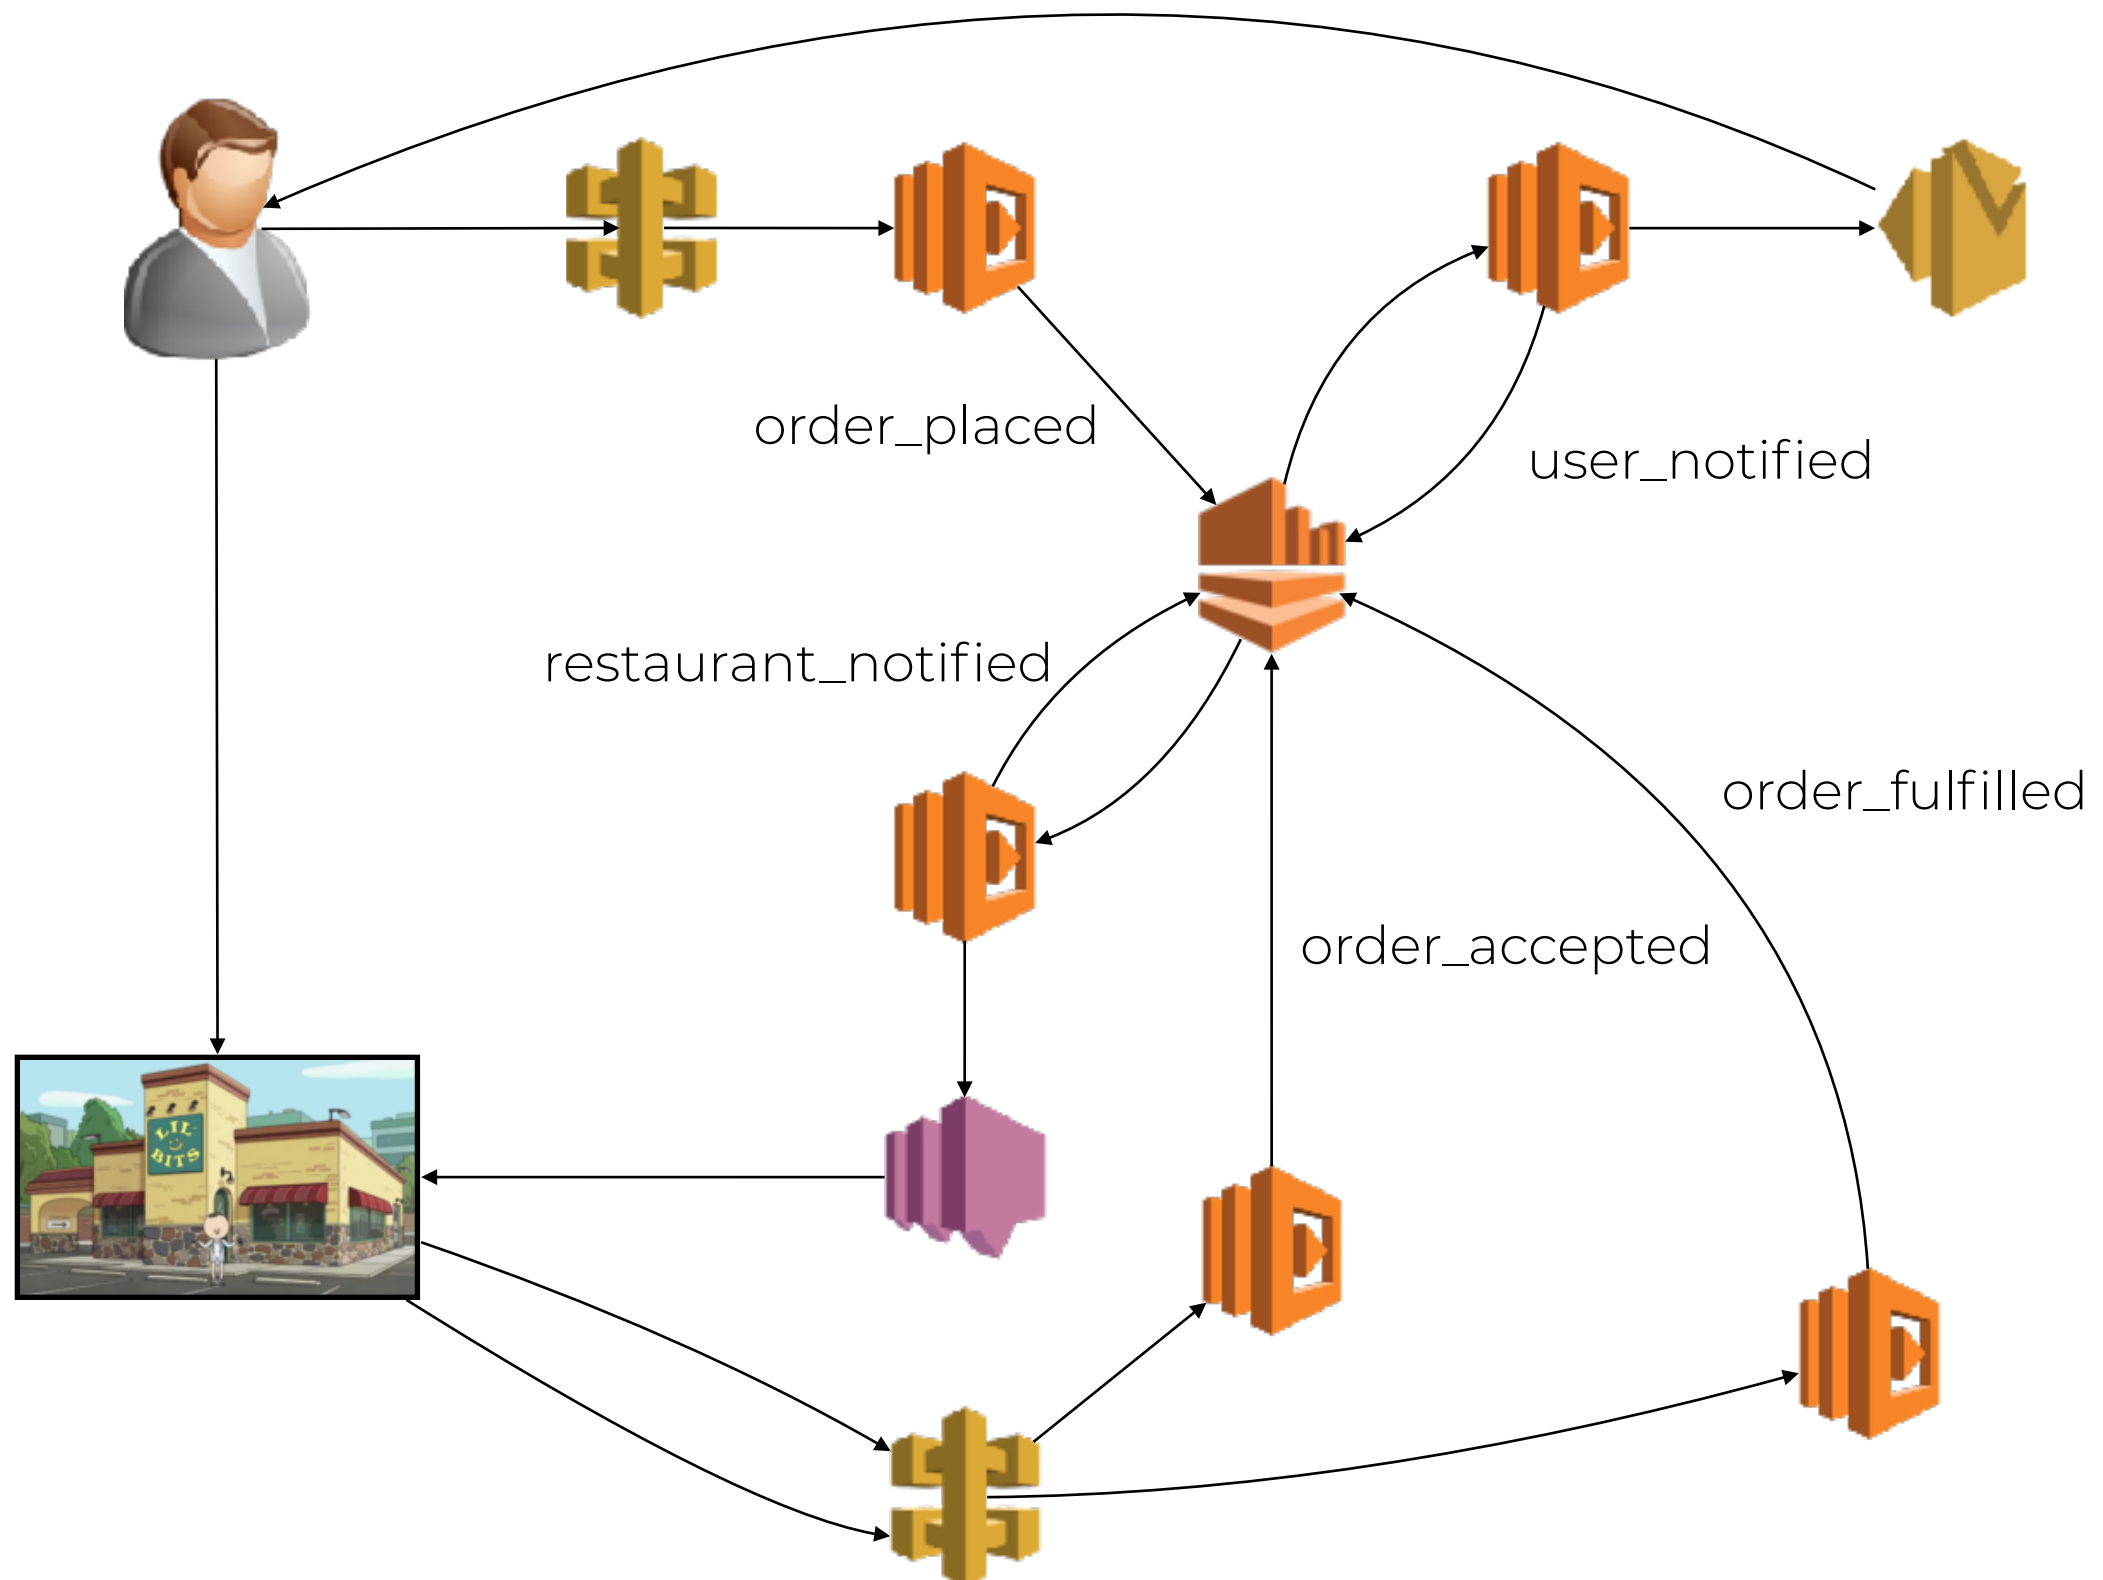 order_placed
user_notified
restaurant_notified
order_fulfilled
order_accepted
LIL'
BITS